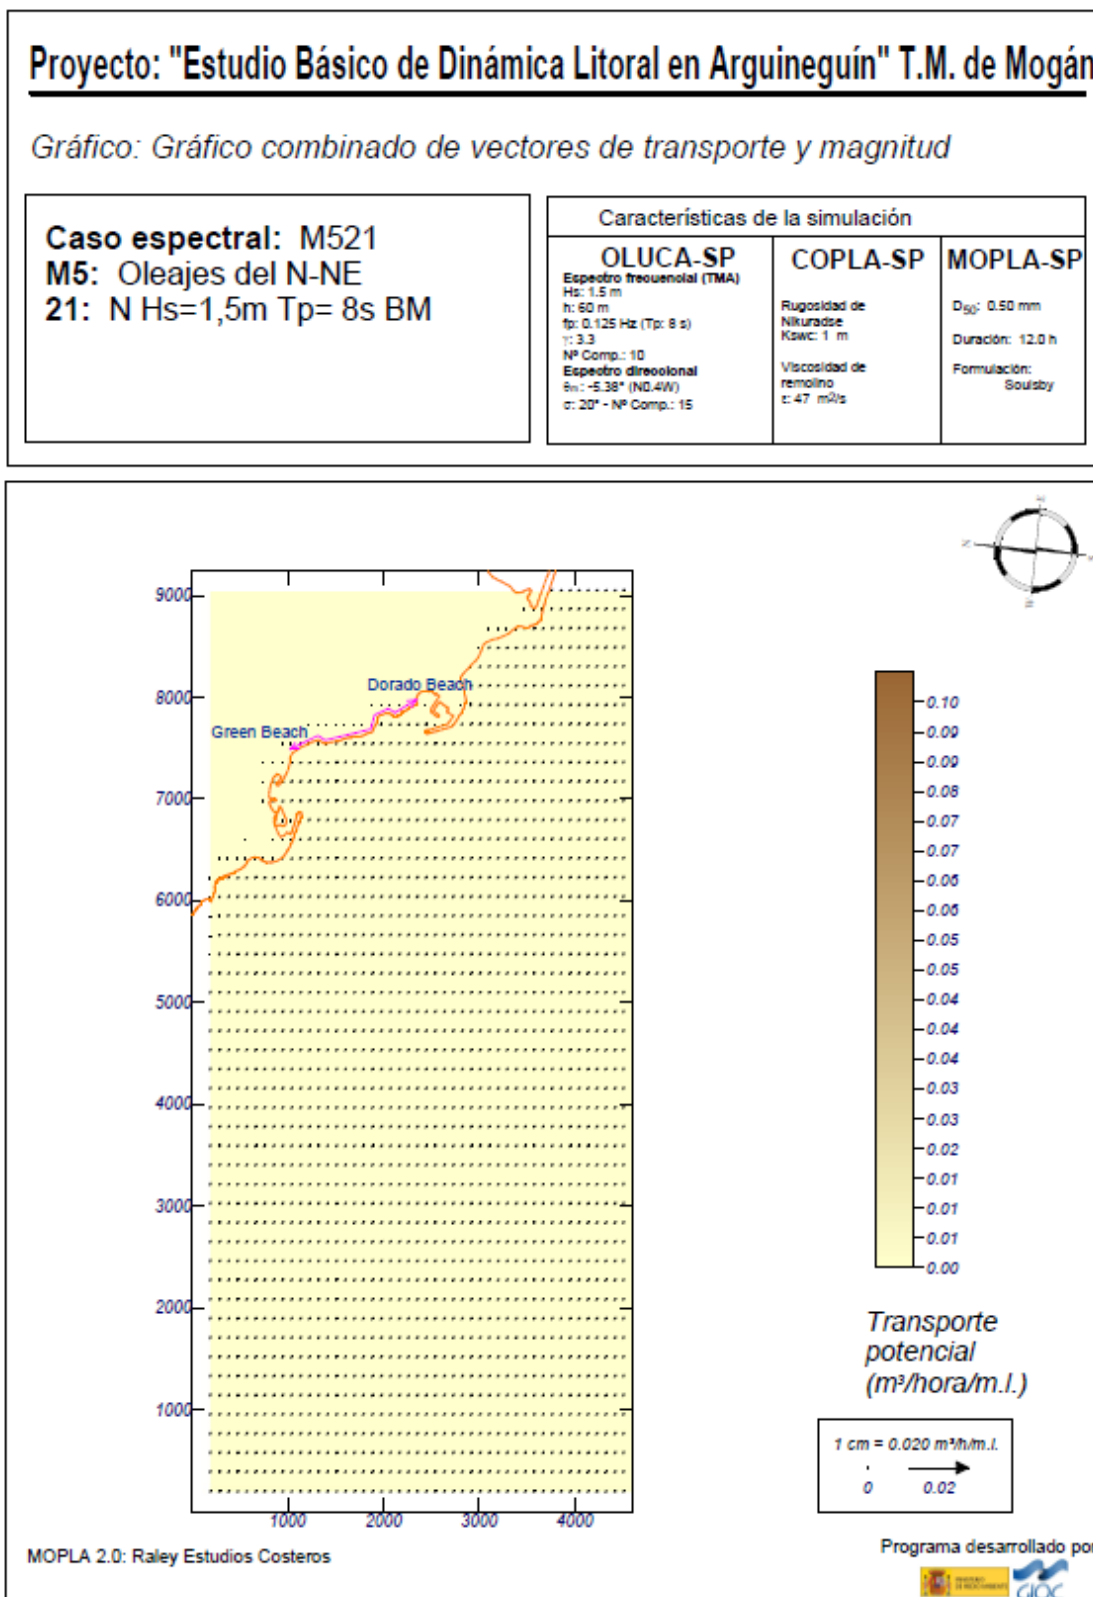 Proyecto: "Estudio Básico de Dinámica Litoral en Arguineguín" T.M. de Mogán
Gráfico: Gráfico combinado de vectores de transporte y magnitud
Caso espectral: M521
M5: Oleajes del N-NE
21: N Hs=1,5m Tp= 8s BM
Características de la simulación
OLUCA-SP
Espectro frecuencial (TMA)
Hs: 1.5 m
h: 60 m
fp: 0.125 Hz (Tp: 8 s)
γ: 3.3
Nº Comp.: 10
Espectro direccional
θm: -5.38° (N0.4W)
σ: 20° - Nº Comp.: 15
COPLA-SP
Rugosidad de
Nikuradse
Kswc: 1 m
Viscosidad de
remolino
ε: 47 m2/s
MOPLA-SP
D50: 0.50 mm
Duración: 12.0 h
Formulación:
Soulsby
N
9000
8000
7000
6000
5000
4000
3000
2000
1000
Dorado Beach
Green Beach
1000
2000
3000
4000
0.10
0.09
0.09
0.08
0.07
0.07
0.06
0.06
0.05
0.05
0.04
0.04
0.04
0.03
0.03
0.02
0.01
0.01
0.01
0.00
Transporte
potencial
(m³/hora/m.l.)
1 cm = 0.020 m³/h/m.l.
0 0.02
MOPLA 2.0: Raley Estudios Costeros
Programa desarrollado por
GIOC